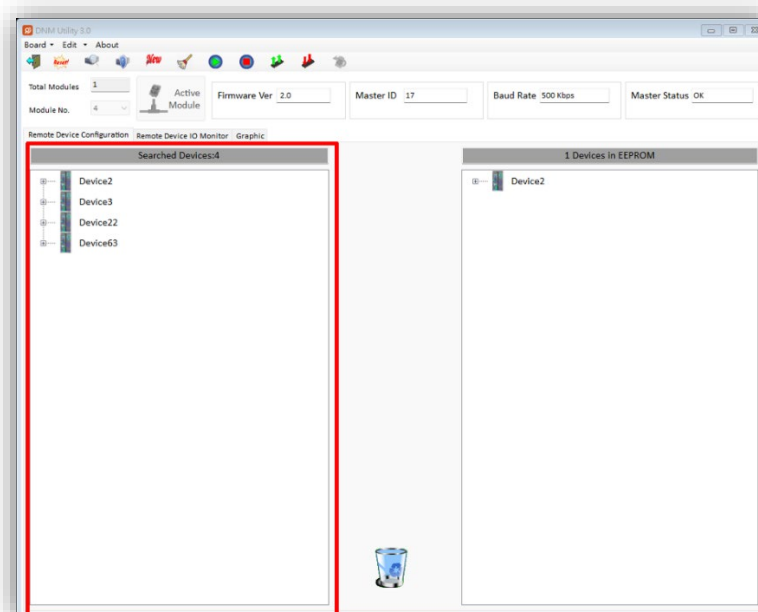 DNM Utility 3.0
Board Edit About
Reset New
Total Modules 1
Module No. 4
Active Module
Firmware Ver 2.0
Master ID 17
Baud Rate 500 Kbps
Master Status OK
Remote Device Configuration Remote Device IO Monitor Graphic
Searched Devices:4
Device2
Device3
Device22
Device63
1 Devices in EEPROM
Device2